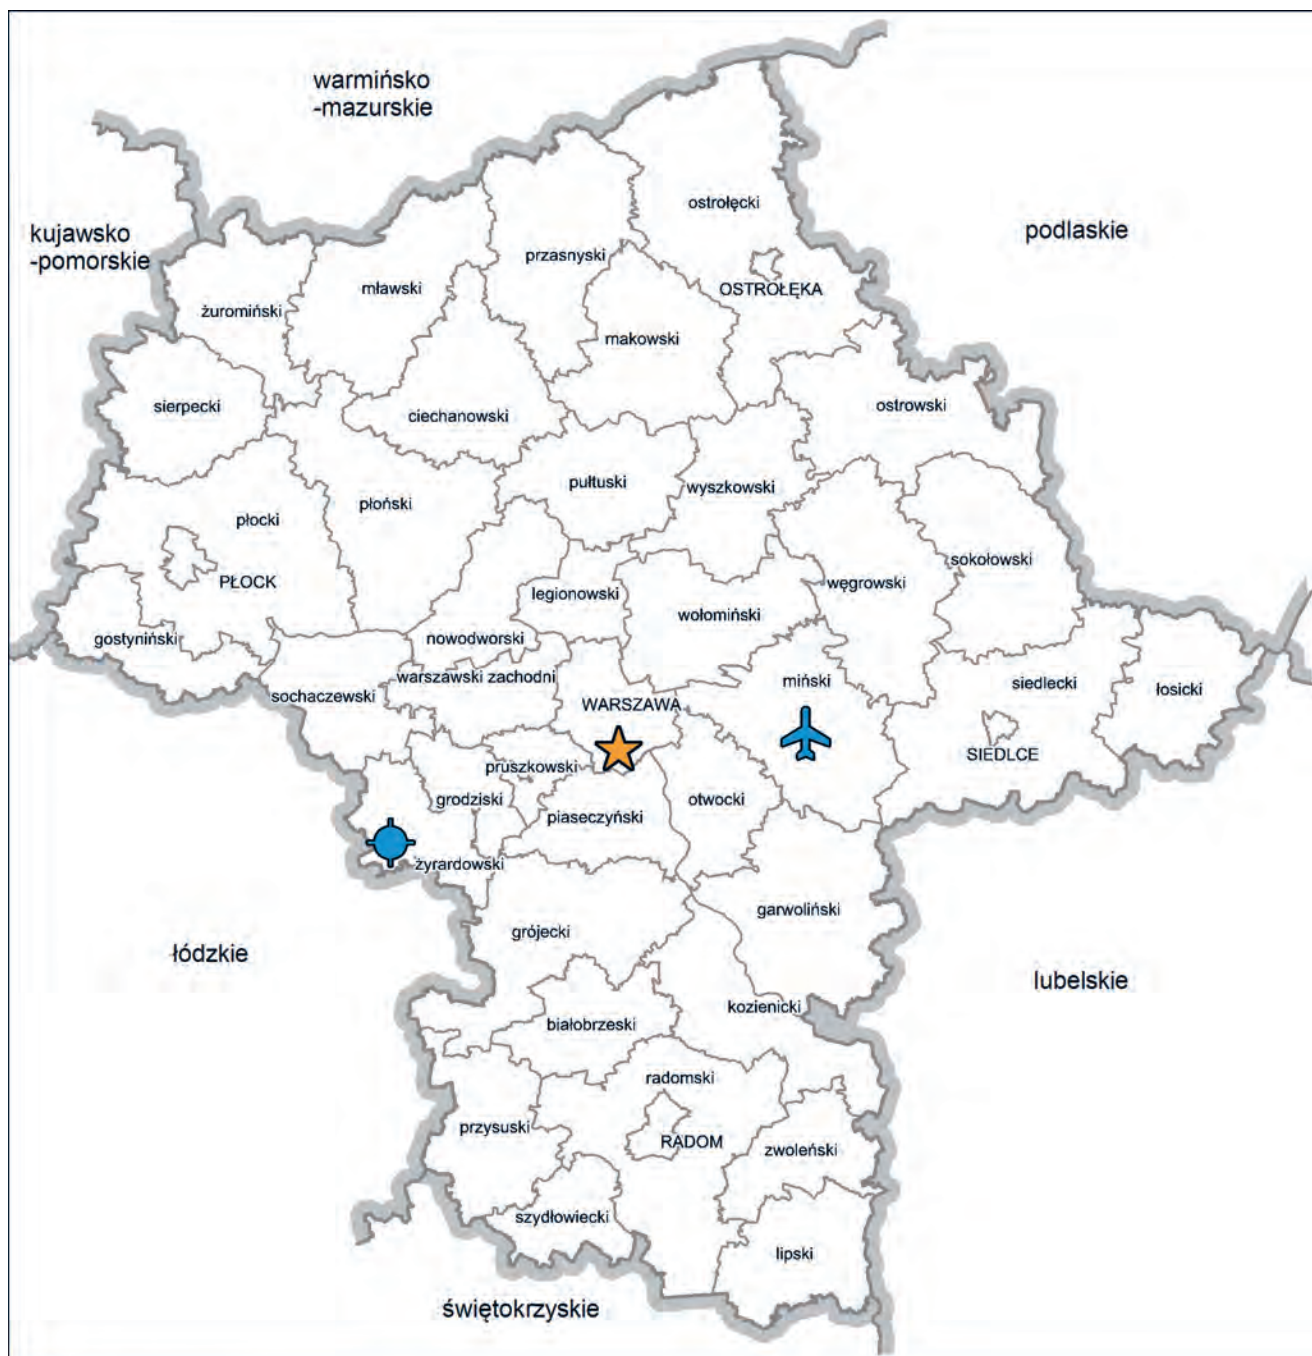 warmińsko
-mazurskie
kujawsko
-pomorskie
podlaskie
ostrołęcki
przasnyski
mławski
OSTROŁĘKA
żuromiński
makowski
sierpecki
ciechanowski
ostrowski
pułtuski
wyszkowski
płocki
płoński
sokołowski
PŁOCK
legionowski
węgrowski
wołomiński
gostyniński
nowodworski
warszawski zachodni
miński
siedlecki
łosicki
sochaczewski
WARSZAWA
SIEDLCE
pruszkowski
grodziski
otwocki
piaseczyński
żyrardowski
garwoliński
grójecki
łódzkie
lubelskie
kozienicki
białobrzeski
radomski
przysuski
RADOM
zwoleński
szydłowiecki
lipski
świętokrzyskie